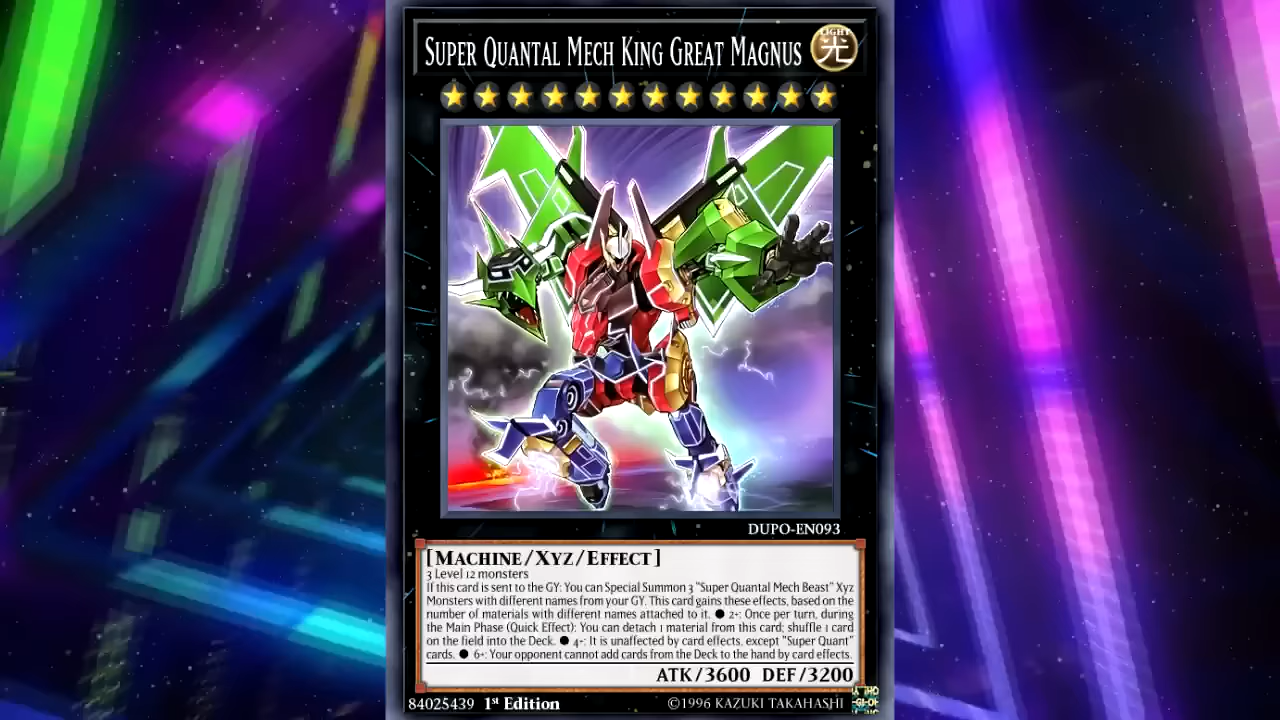 SUPER QUANTAL MECH KING GREAT MAGNUS
LIGHT
光
DUPO-EN093
[MACHINE/XYZ/EFFECT]
3 Level 12 monsters
If this card is sent to the GY: You can Special Summon 3 "Super Quantal Mech Beast" Xyz
Monsters with different names from your GY. This card gains these effects, based on the
number of materials with different names attached to it. ● 2+: Once per turn, during
the Main Phase (Quick Effect): You can detach 1 material from this card; shuffle 1 card
on the field into the Deck. ● 4+: It is unaffected by card effects, except "Super Quant"
cards. ● 6+: Your opponent cannot add cards from the Deck to the hand by card effects.
ATK/3600 DEF/3200
84025439 1st Edition ©1996 KAZUKI TAKAHASHI